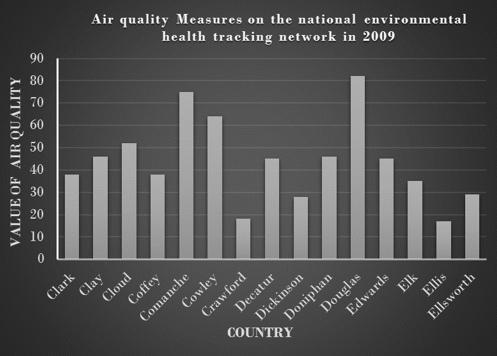 Air quality Measures on the national environmental
health tracking network in 2009
VALUE OF AIR QUALITY
90
80
70
60
50
40
30
20
10
0
Clark
Clay
Cloud
Coffey
Comanche
Cowley
Crawford
Decatur
Dickinson
Doniphan
Douglas
Edwards
Elk
Ellis
Ellsworth
COUNTRY